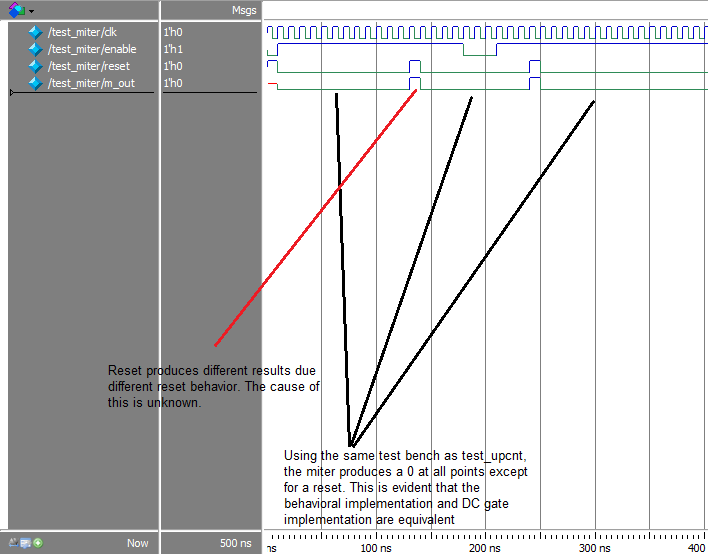 Msgs
/test_miter/clk 1'h0
/test_miter/enable 1'h1
/test_miter/reset 1'h0
/test_miter/m_out 1'h0
Reset produces different results due
different reset behavior. The cause of
this is unknown.
Using the same test bench as test_upcnt,
the miter produces a 0 at all points except
for a reset. This is evident that the
behavioral implementation and DC gate
implementation are equivalent
Now 500 ns
ns 100 ns 200 ns 300 ns 400